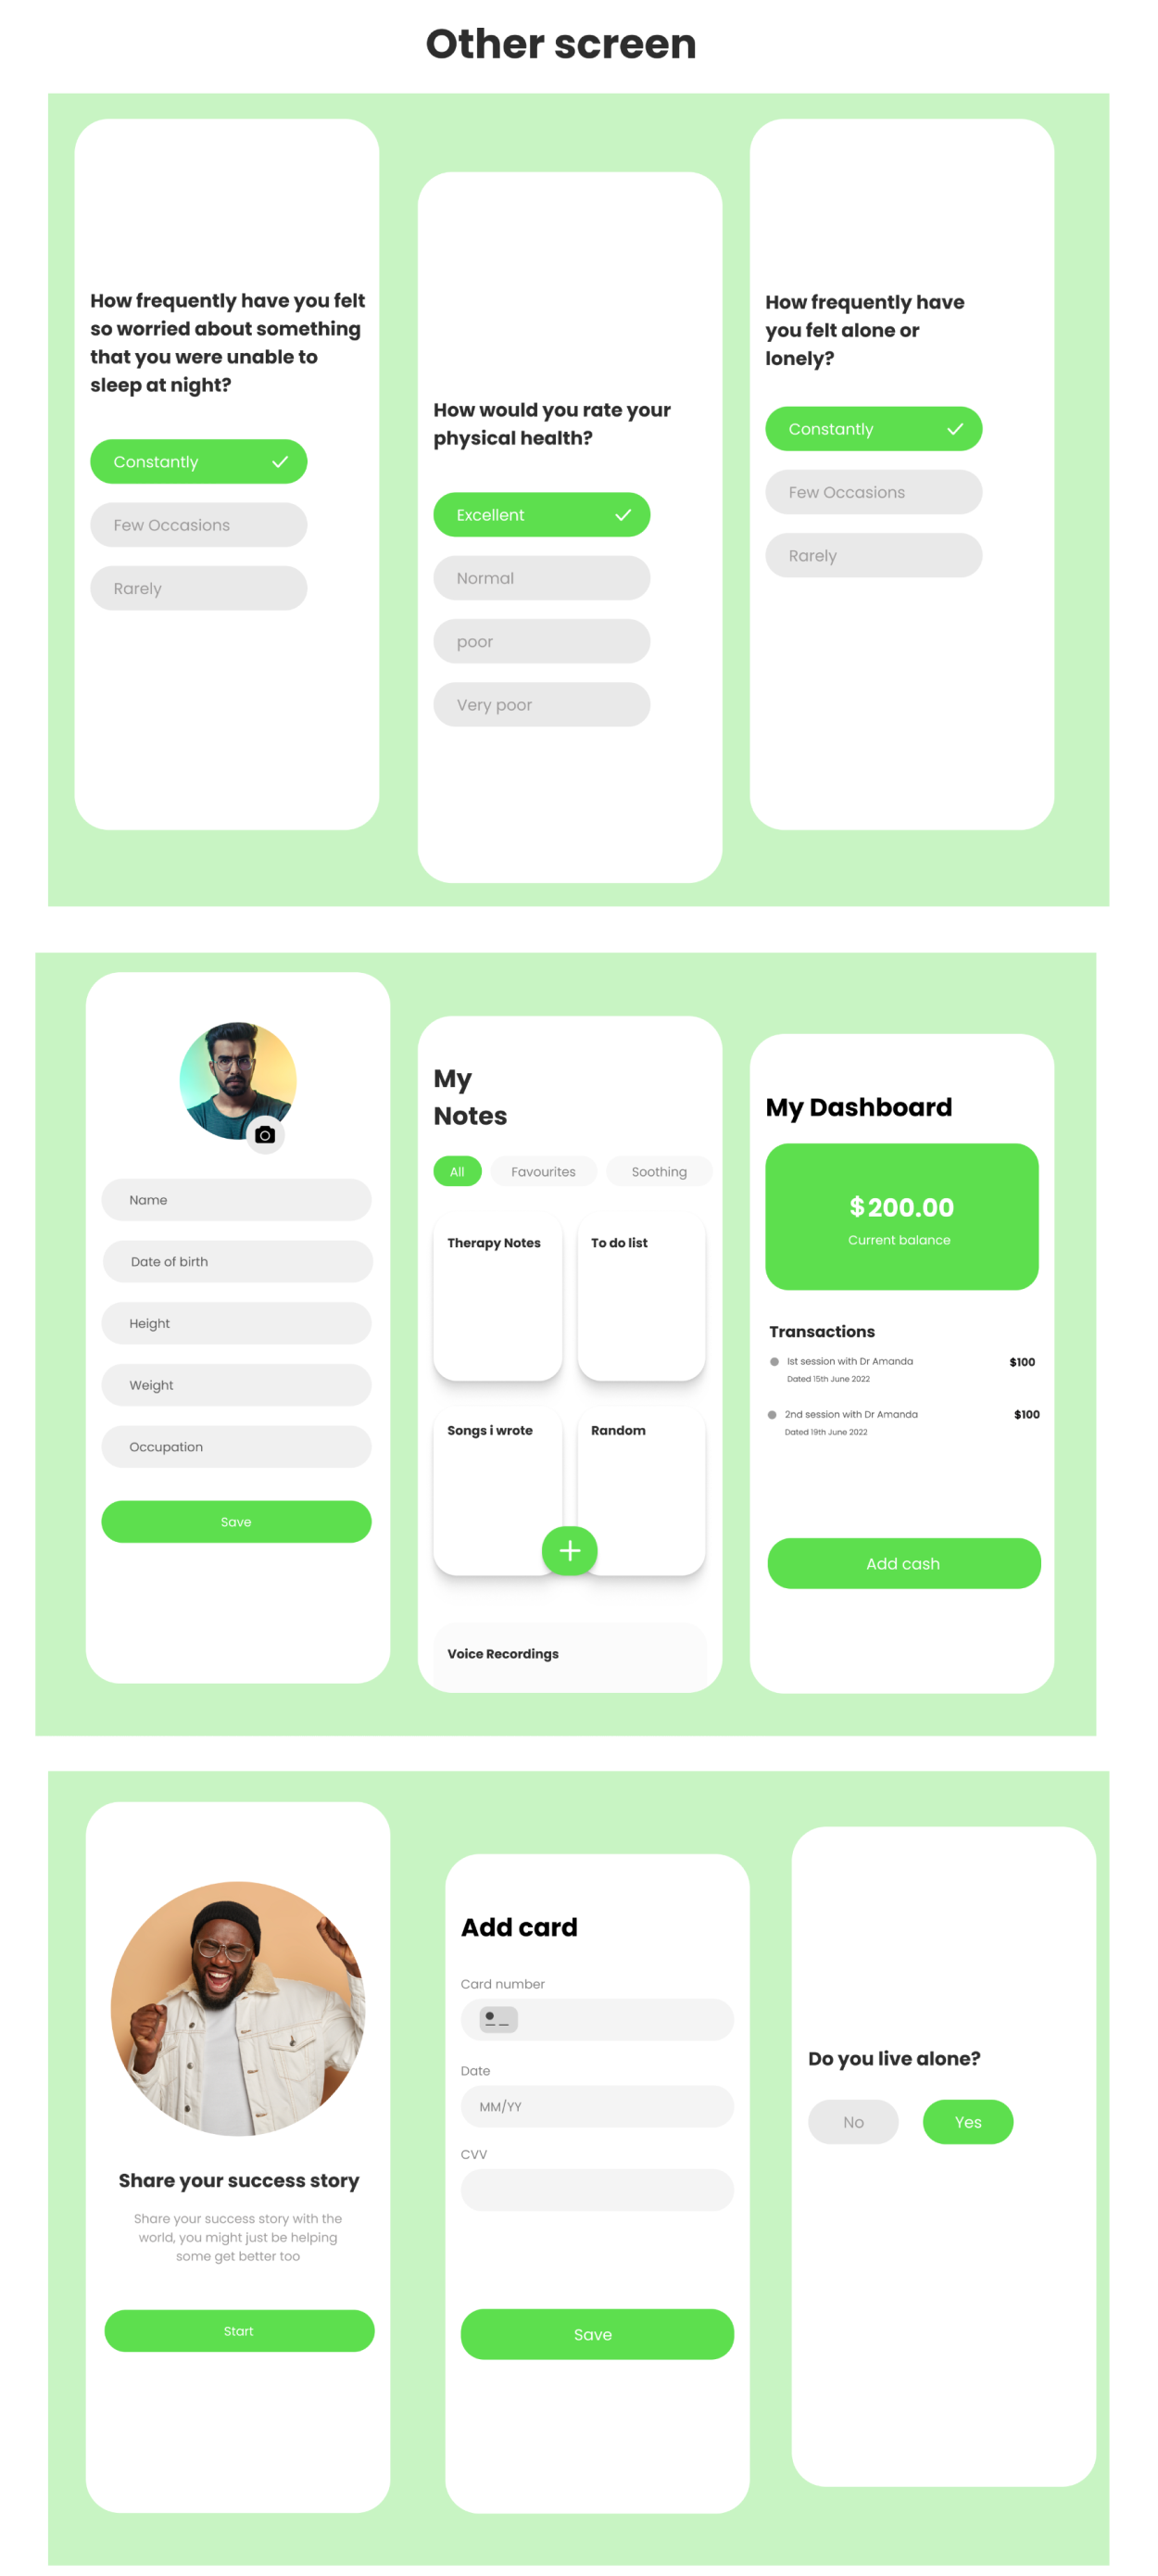 Other screen
How frequently have you felt
so worried about something
that you were unable to
sleep at night?
Constantly
Few Occasions
Rarely
How would you rate your
physical health?
Excellent
Normal
poor
Very poor
How frequently have
you felt alone or
lonely?
Constantly
Few Occasions
Rarely
Name
Date of birth
Height
Weight
Occupation
Save
My
Notes
All
Favourites
Soothing
Therapy Notes
To do list
Songs i wrote
Random
Voice Recordings
My Dashboard
$200.00
Current balance
Transactions
1st session with Dr Amanda
$100
Dated 15th June 2022
2nd session with Dr Amanda
$100
Dated 19th June 2022
Add cash
Share your success story
Share your success story with the
world, you might just be helping
some get better too
Start
Add card
Card number
Date
MM/YY
CVV
Save
Do you live alone?
No
Yes